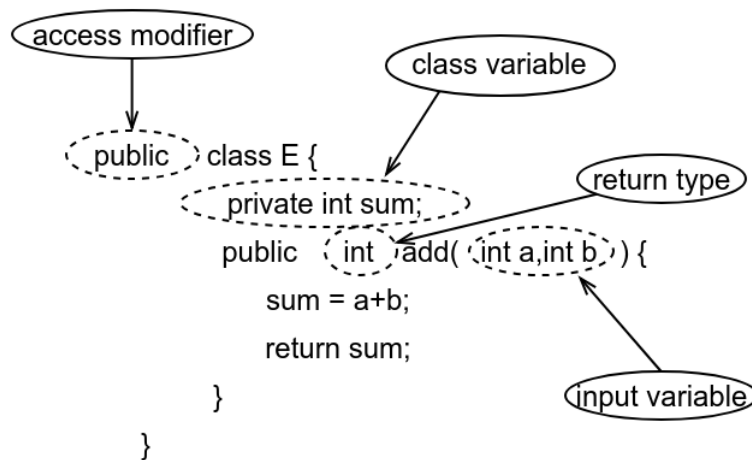 access modifier
class variable
public class E {
return type
private int sum;
public int add( int a,int b ) {
sum = a+b;
return sum;
input variable
}
}